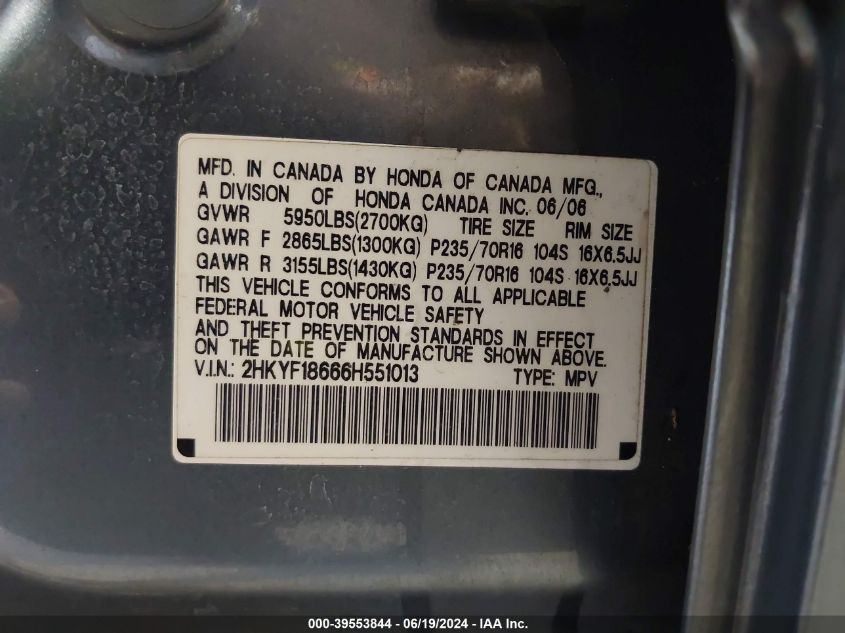 MFD. IN CANADA BY HONDA OF CANADA MFG.,
A DIVISION OF HONDA CANADA INC. 06/06
GVWR 5950LBS(2700KG) TIRE SIZE RIM SIZE
GAWR F 2865LBS(1300KG) P235/70R16 104S 16X6.5JJ
GAWR R 3155LBS(1430KG) P235/70R16 104S 16X6.5JJ
THIS VEHICLE CONFORMS TO ALL APPLICABLE
FEDERAL MOTOR VEHICLE SAFETY
AND THEFT PREVENTION STANDARDS IN EFFECT
ON THE DATE OF MANUFACTURE SHOWN ABOVE.
V.I.N.: 2HKYF18666H551013 TYPE: MPV
000-39553844 - 06/19/2024 - IAA Inc.